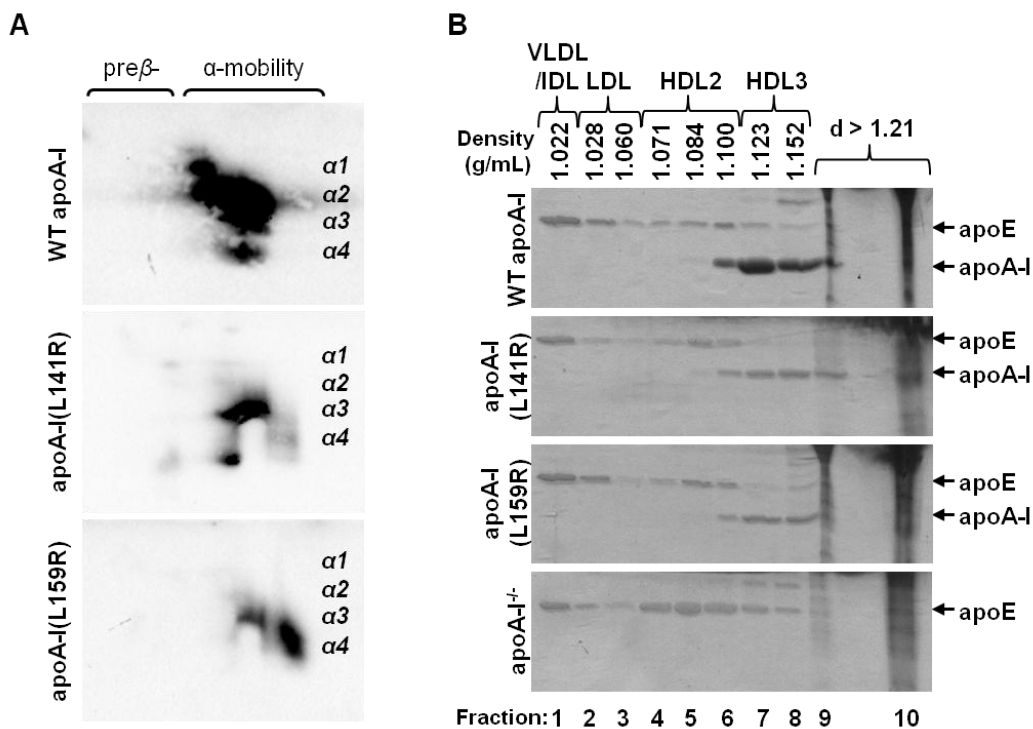 A
preβ- α-mobility
WT apoA-I
α1
α2
α3
α4
apoA-I(L141R)
α1
α2
α3
α4
apoA-I(L159R)
α1
α2
α3
α4
B
VLDL
/IDL LDL HDL2 HDL3
d > 1.21
Density
(g/mL)
1.022 1.028 1.060 1.071 1.084 1.100 1.123 1.152
WT apoA-I
apoE
apoA-I
apoA-I
(L141R)
apoE
apoA-I
apoA-I
(L159R)
apoE
apoA-I
apoA-I-/-
apoE
Fraction: 1 2 3 4 5 6 7 8 9 10